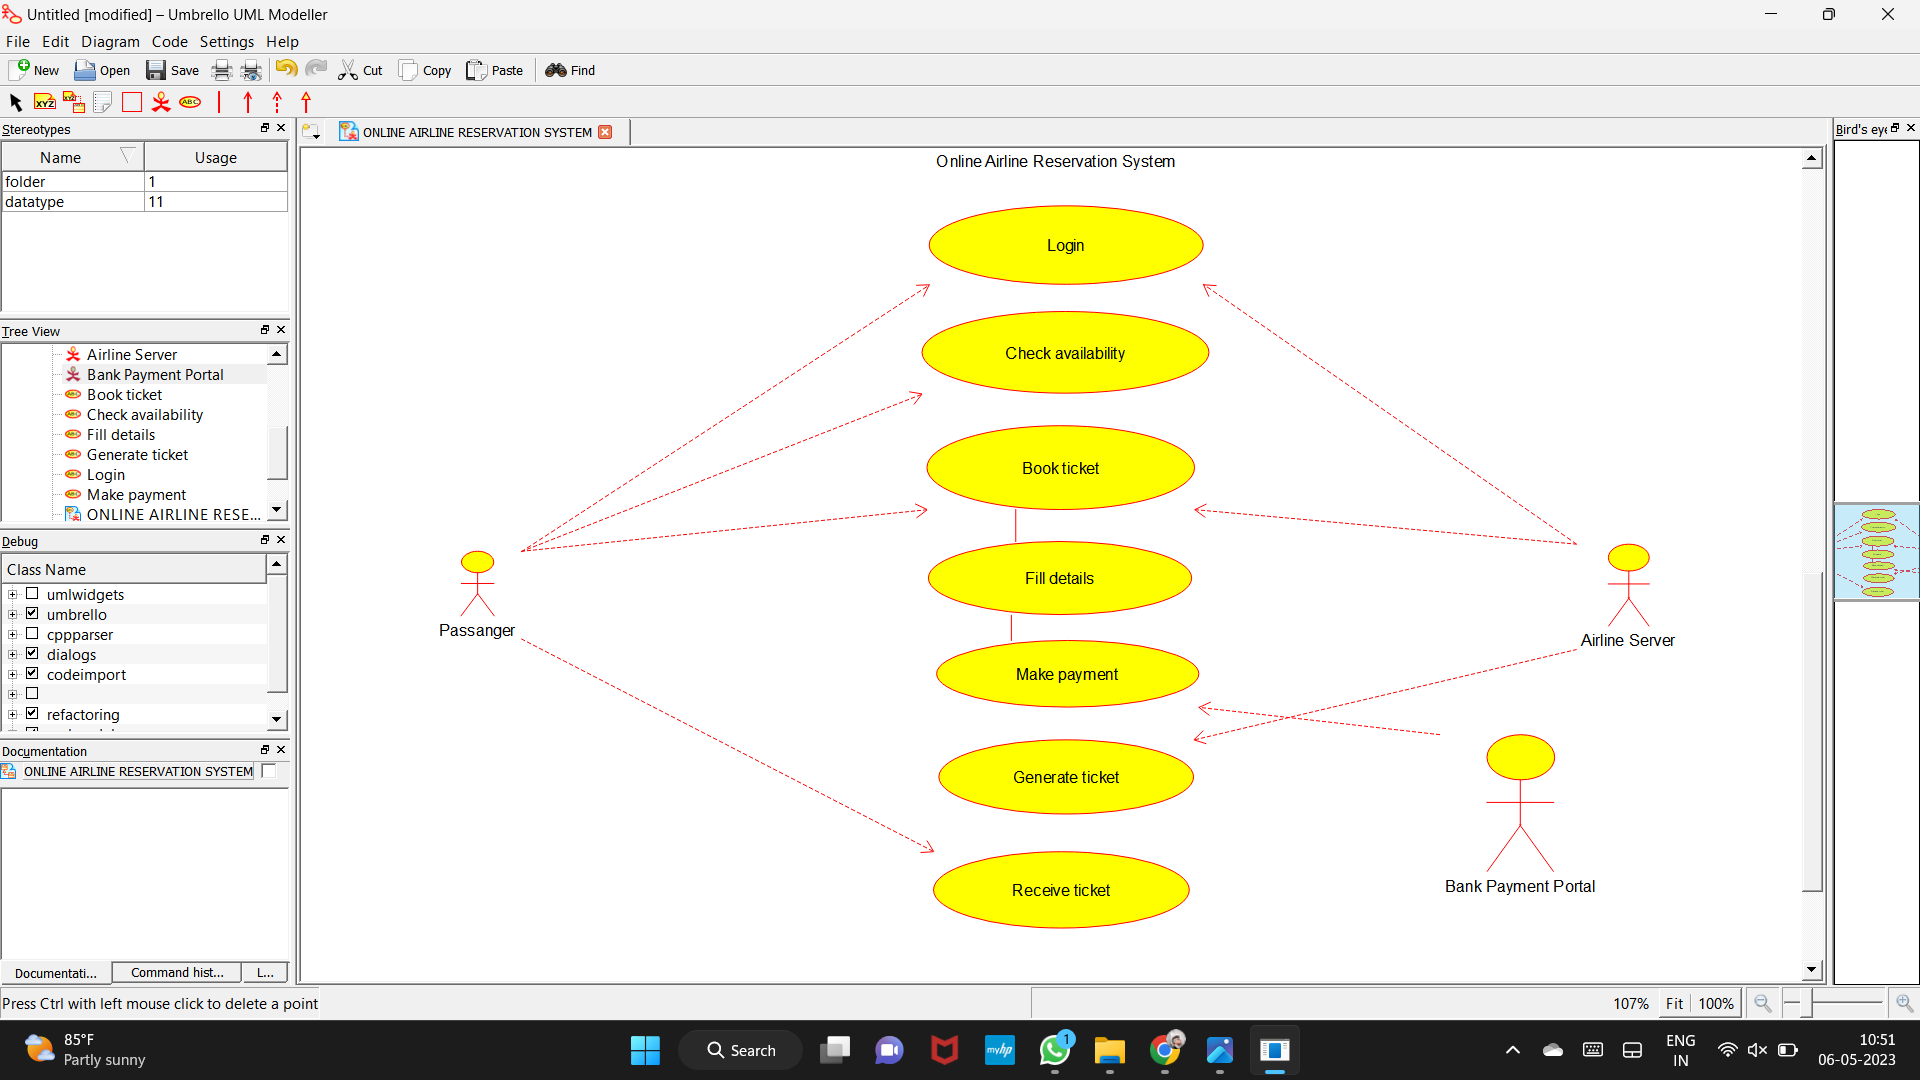 Untitled [modified] – Umbrello UML Modeller
File Edit Diagram Code Settings Help
New Open Save Cut Copy Paste Find
XYZ XYZ ABC
Stereotypes
Name Usage
folder 1
datatype 11
Tree View
Airline Server
Bank Payment Portal
Book ticket
Check availability
Fill details
Generate ticket
Login
Make payment
ONLINE AIRLINE RESE...
Debug
Class Name
umlwidgets
umbrello
cppparser
dialogs
codeimport
refactoring
Documentation
ONLINE AIRLINE RESERVATION SYSTEM
Documentati... Command hist... L...
ONLINE AIRLINE RESERVATION SYSTEM
Online Airline Reservation System
Login
Check availability
Book ticket
Fill details
Make payment
Generate ticket
Receive ticket
Passanger
Airline Server
Bank Payment Portal
Bird's eye
Press Ctrl with left mouse click to delete a point
107% Fit 100%
85°F
Partly sunny
Search
myhp
1
ENG
IN
10:51
06-05-2023